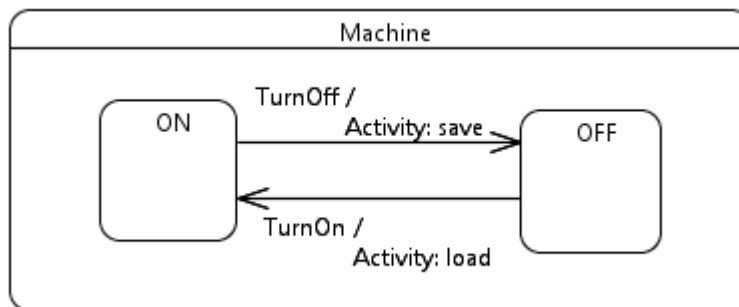 Machine
ON
TurnOff /
Activity: save
OFF
TurnOn /
Activity: load